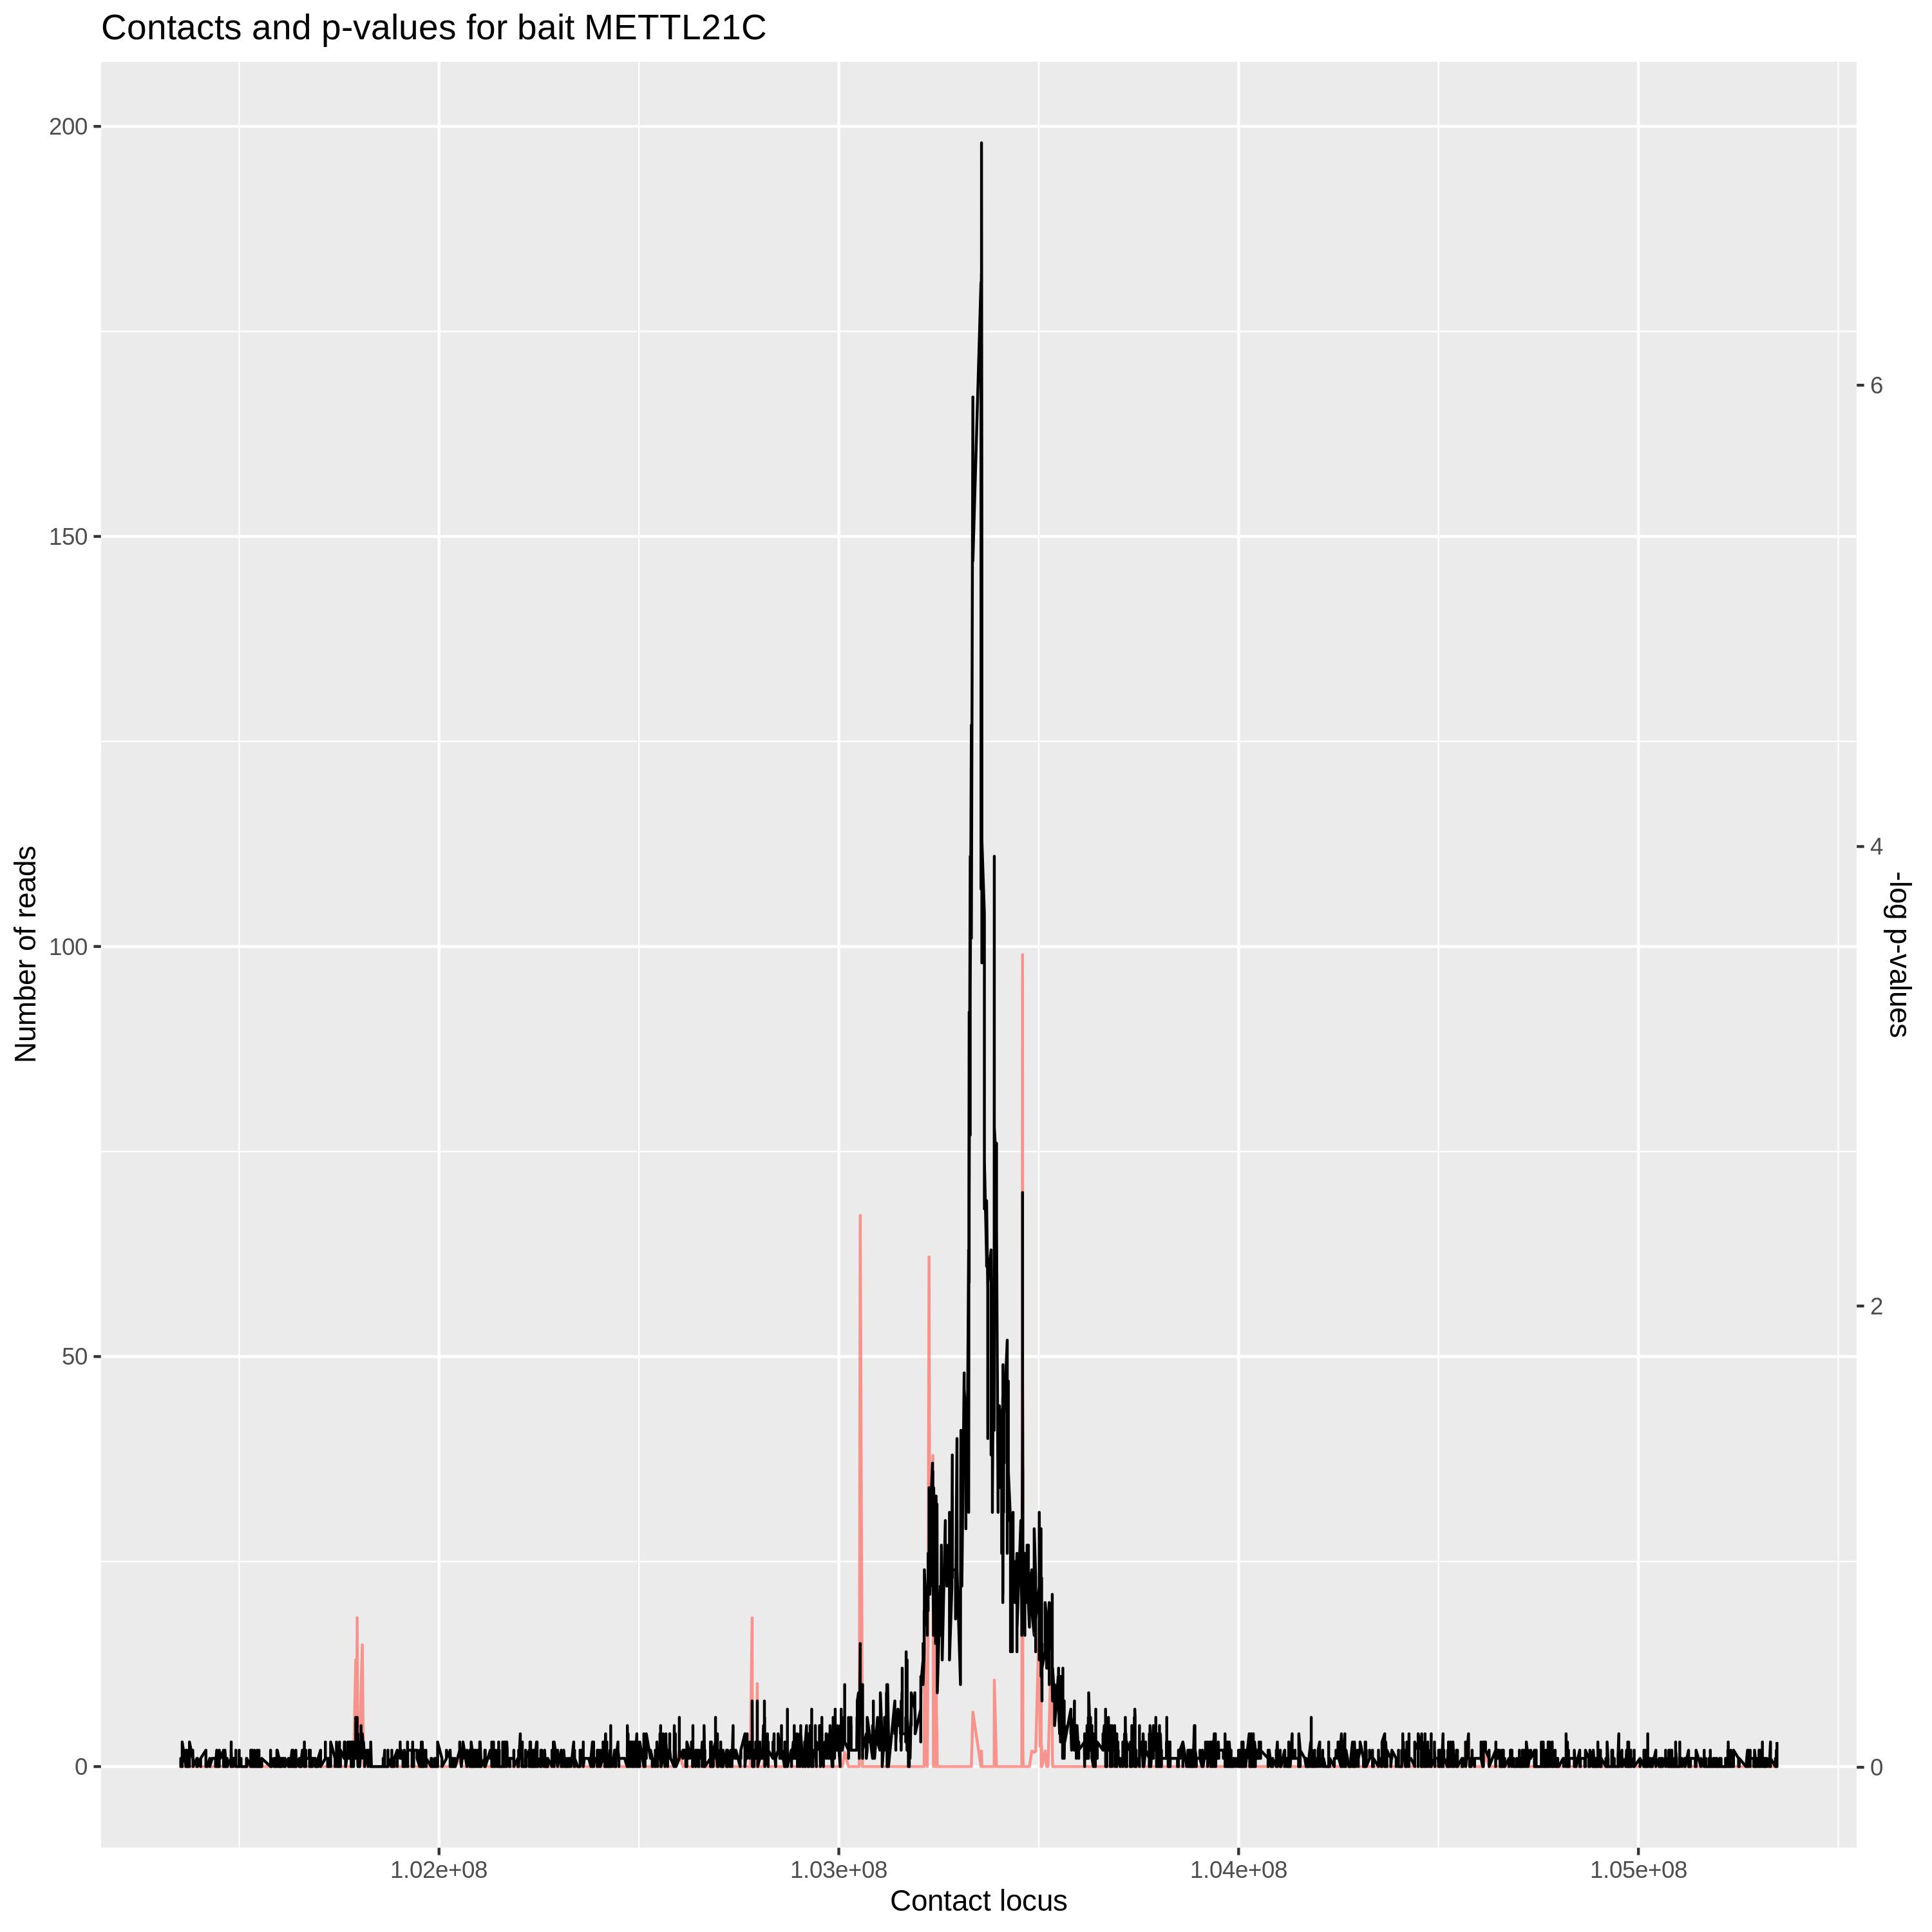 Contacts and p-values for bait METTL21C
200
150
100
50
0
Number of reads
6
4
2
0
-log p-values
1.02e+08
1.03e+08
1.04e+08
1.05e+08
Contact locus